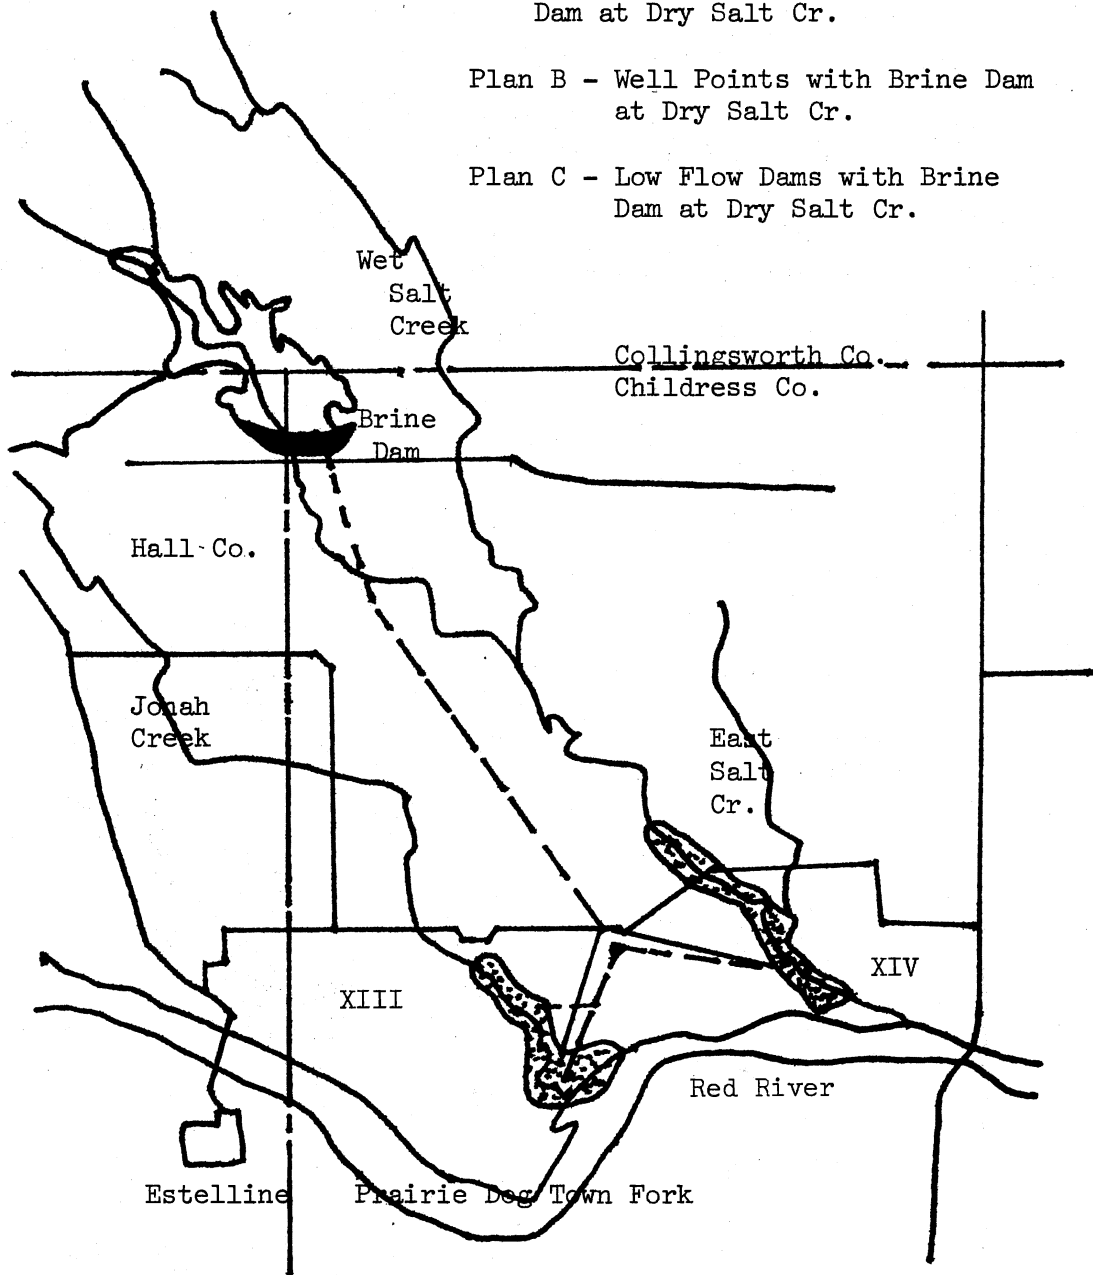 Dam at Dry Salt Cr.
Plan B - Well Points with Brine Dam
at Dry Salt Cr.
Plan C - Low Flow Dams with Brine
Dam at Dry Salt Cr.
Wet
Salt
Creek
Collingsworth Co.
Childress Co.
Brine
Dam
Hall Co.
Jonah
Creek
East
Salt
Cr.
XIV
XIII
Red River
Estelline
Prairie Dog Town Fork